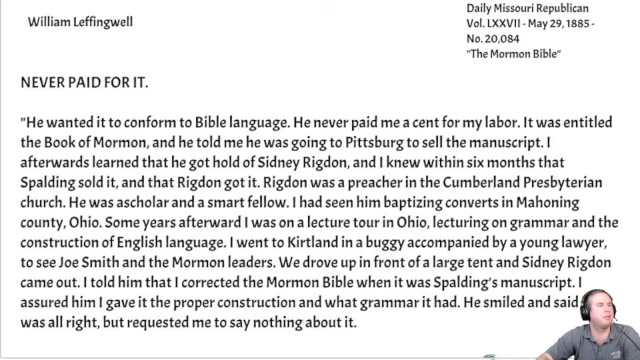 William Leffingwell
Daily Missouri Republican
Vol. LXXVII - May 29, 1885 -
No. 20,084
"The Mormon Bible"
NEVER PAID FOR IT.
"He wanted it to conform to Bible language. He never paid me a cent for my labor. It was entitled
the Book of Mormon, and he told me he was going to Pittsburg to sell the manuscript. I
afterwards learned that he got hold of Sidney Rigdon, and I knew within six months that
Spalding sold it, and that Rigdon got it. Rigdon was a preacher in the Cumberland Presbyterian
church. He was ascholar and a smart fellow. I had seen him baptizing converts in Mahoning
county, Ohio. Some years afterward I was on a lecture tour in Ohio, lecturing on grammar and the
construction of English language. I went to Kirtland in a buggy accompanied by a young lawyer,
to see Joe Smith and the Mormon leaders. We drove up in front of a large tent and Sidney Rigdon
came out. I told him that I corrected the Mormon Bible when it was Spalding's manuscript. I
assured him I gave it the proper construction and what grammar it had. He smiled and said
was all right, but requested me to say nothing about it.